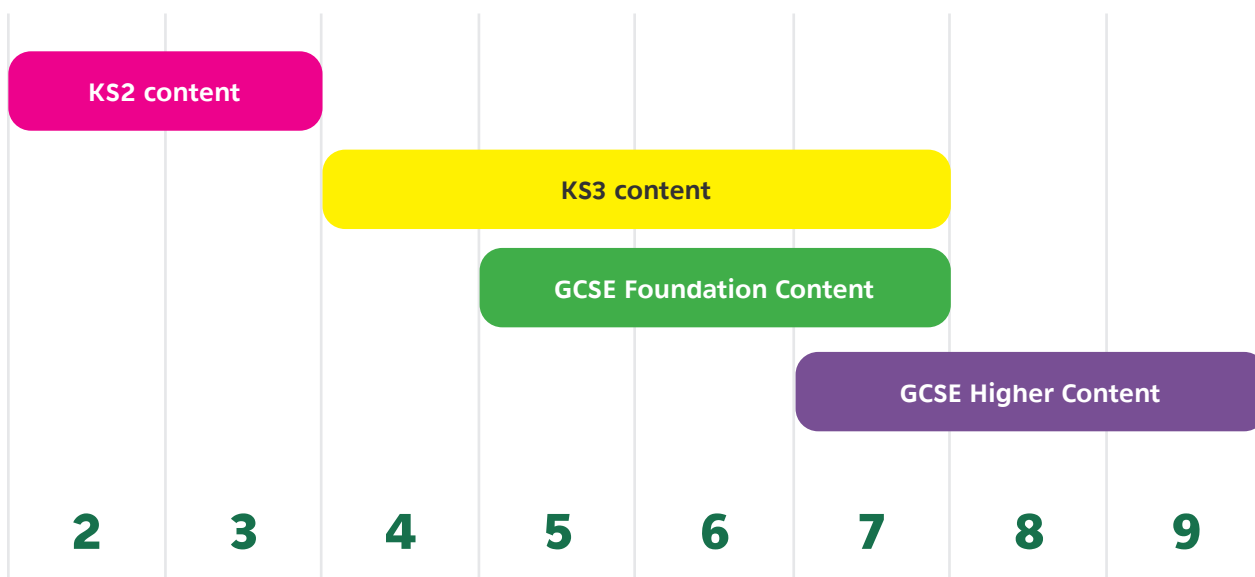 KS2 content
KS3 content
GCSE Foundation Content
GCSE Higher Content
2 3 4 5 6 7 8 9